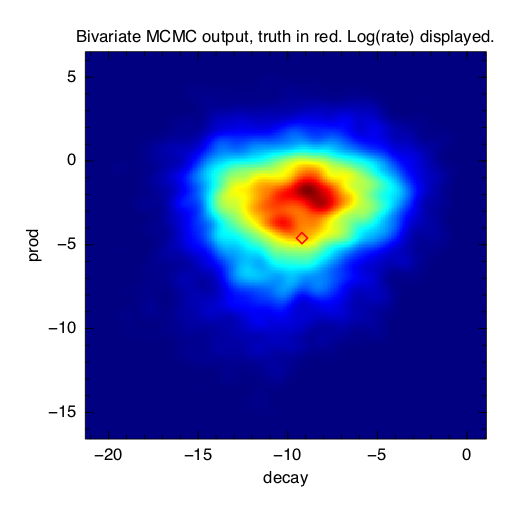 Bivariate MCMC output, truth in red. Log(rate) displayed.
5
0
−5
−10
−15
prod
−20 −15 −10 −5 0
decay